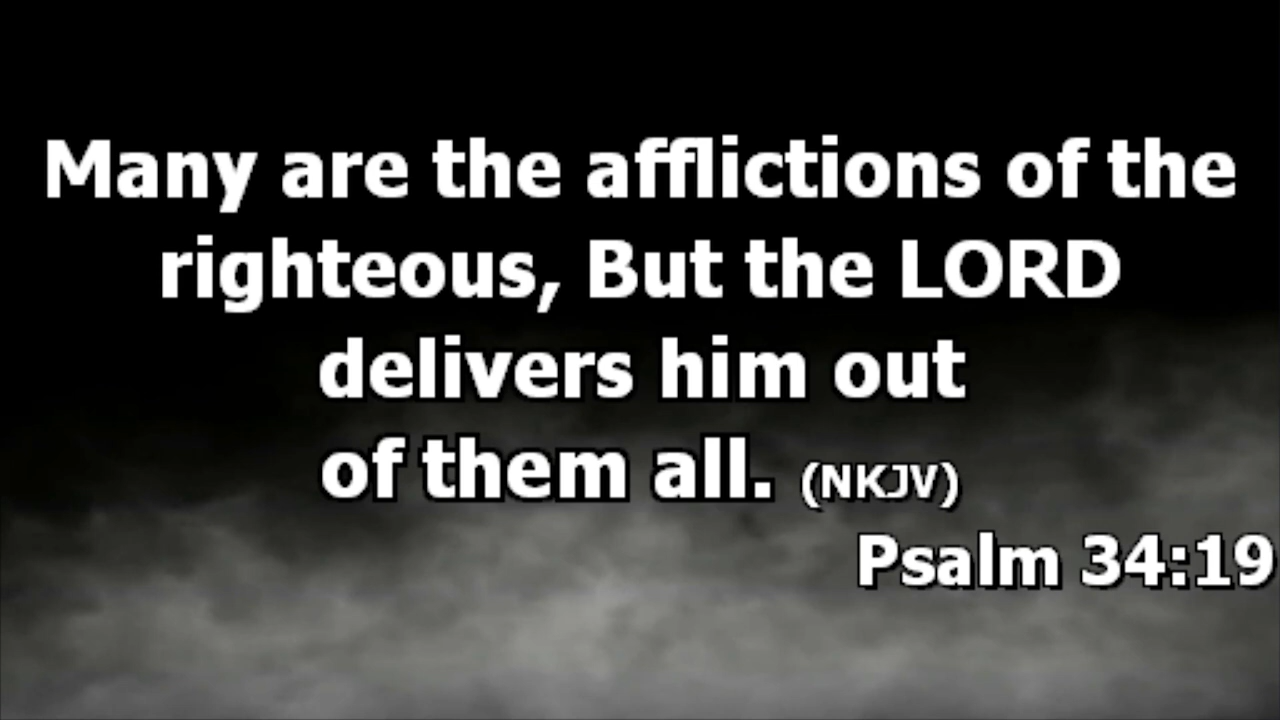 Many are the afflictions of the
righteous, But the LORD
delivers him out
of them all. (NKJV)
Psalm 34:19